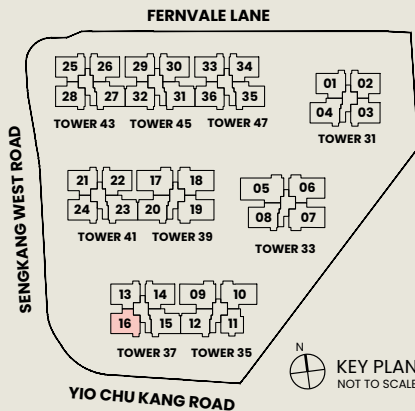 FERNVALE LANE
25 26 29 30 33 34
28 27 32 31 36 35
TOWER 43 TOWER 45 TOWER 47
01 02
04 03
TOWER 31
SENGKANG WEST ROAD
21 22 17 18
24 23 20 19
TOWER 41 TOWER 39
05 06
08 07
TOWER 33
13 14 09 10
16 15 12 11
TOWER 37 TOWER 35
YIO CHU KANG ROAD
N
KEY PLAN
NOT TO SCALE